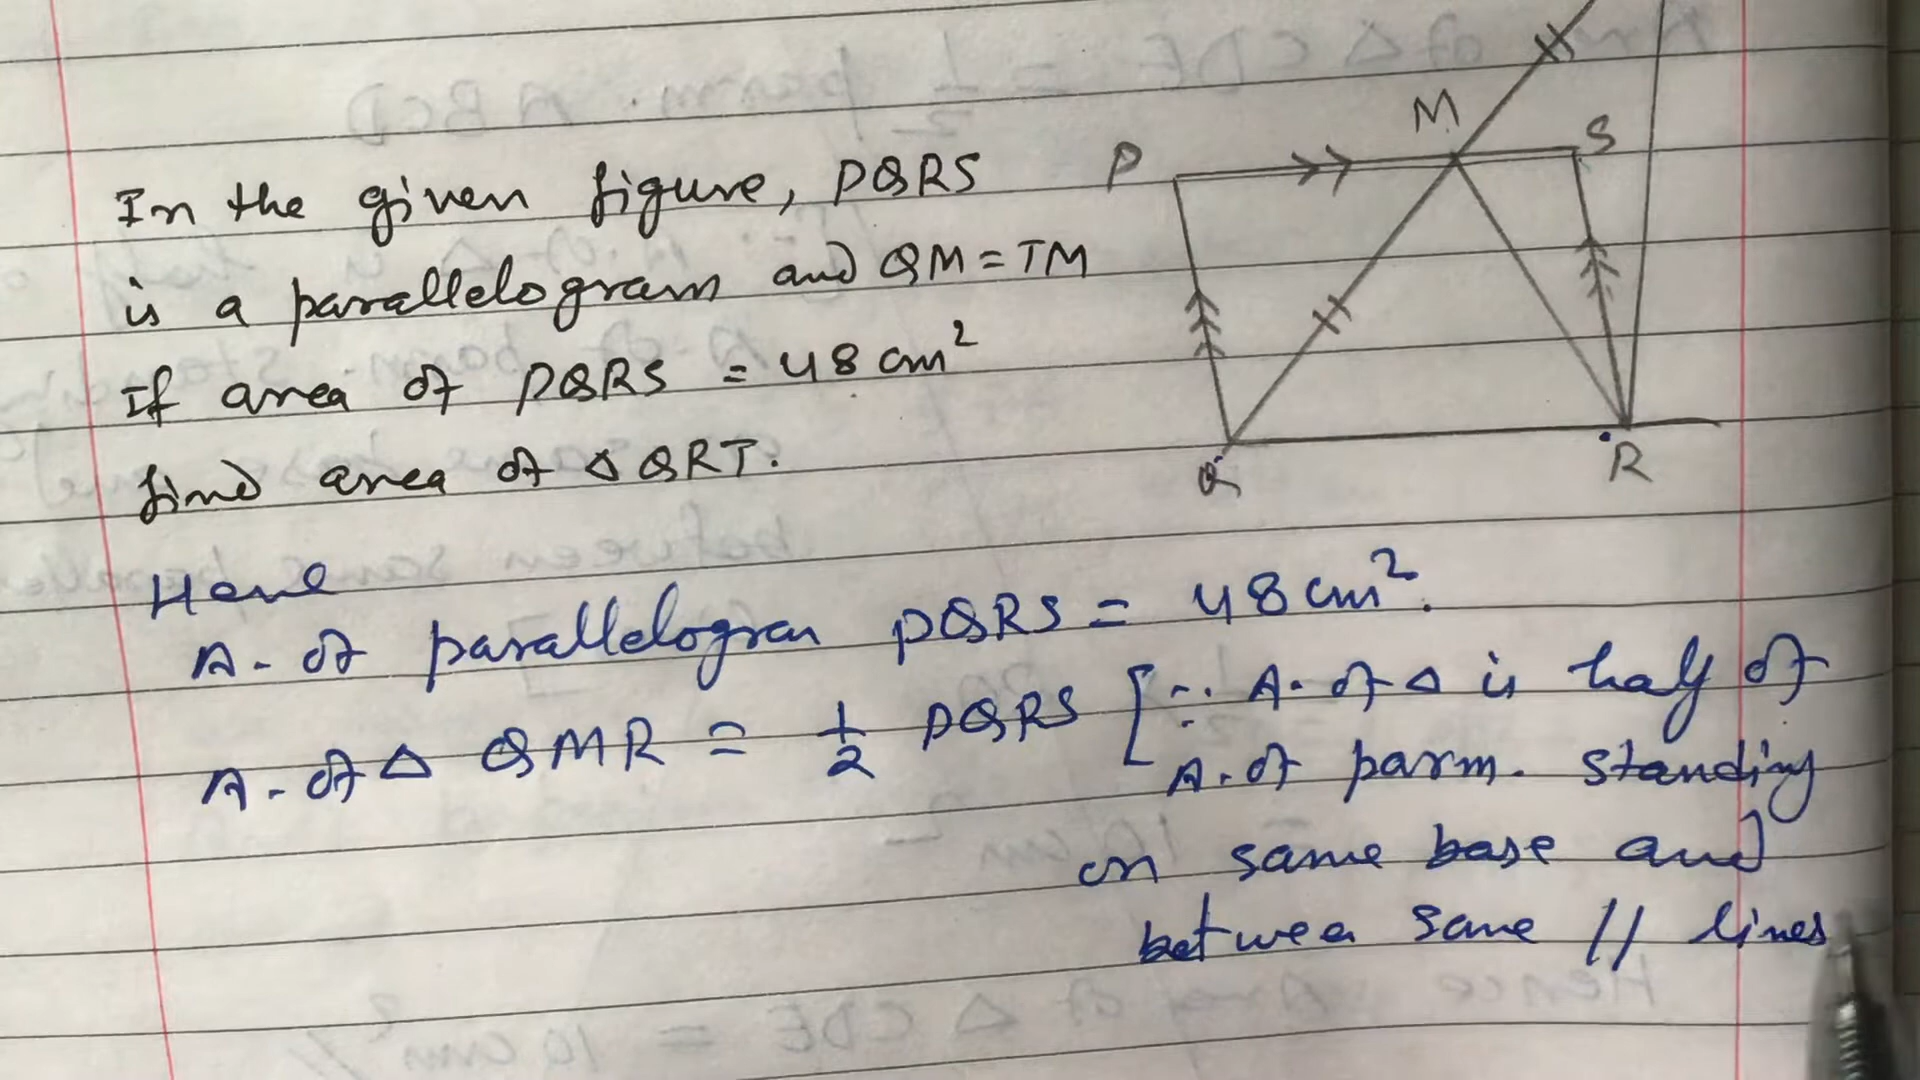 In the given figure, PQRS
is a parallelogram and QM = TM
If area of PQRS = 48 cm²
find area of △ QRT.
P
M
S
Q
R
Here
A. of parallelogram PQRS = 48 cm².
A. of △ QMR = 1/2 PQRS [∵ A. of △ is half of
A. of parm. standing
on same base and
between same // lines